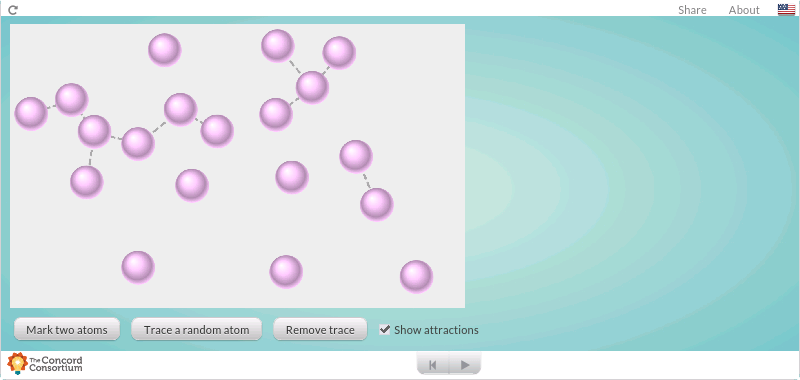 Share About
Mark two atoms Trace a random atom Remove trace Show attractions
The Concord
Consortium